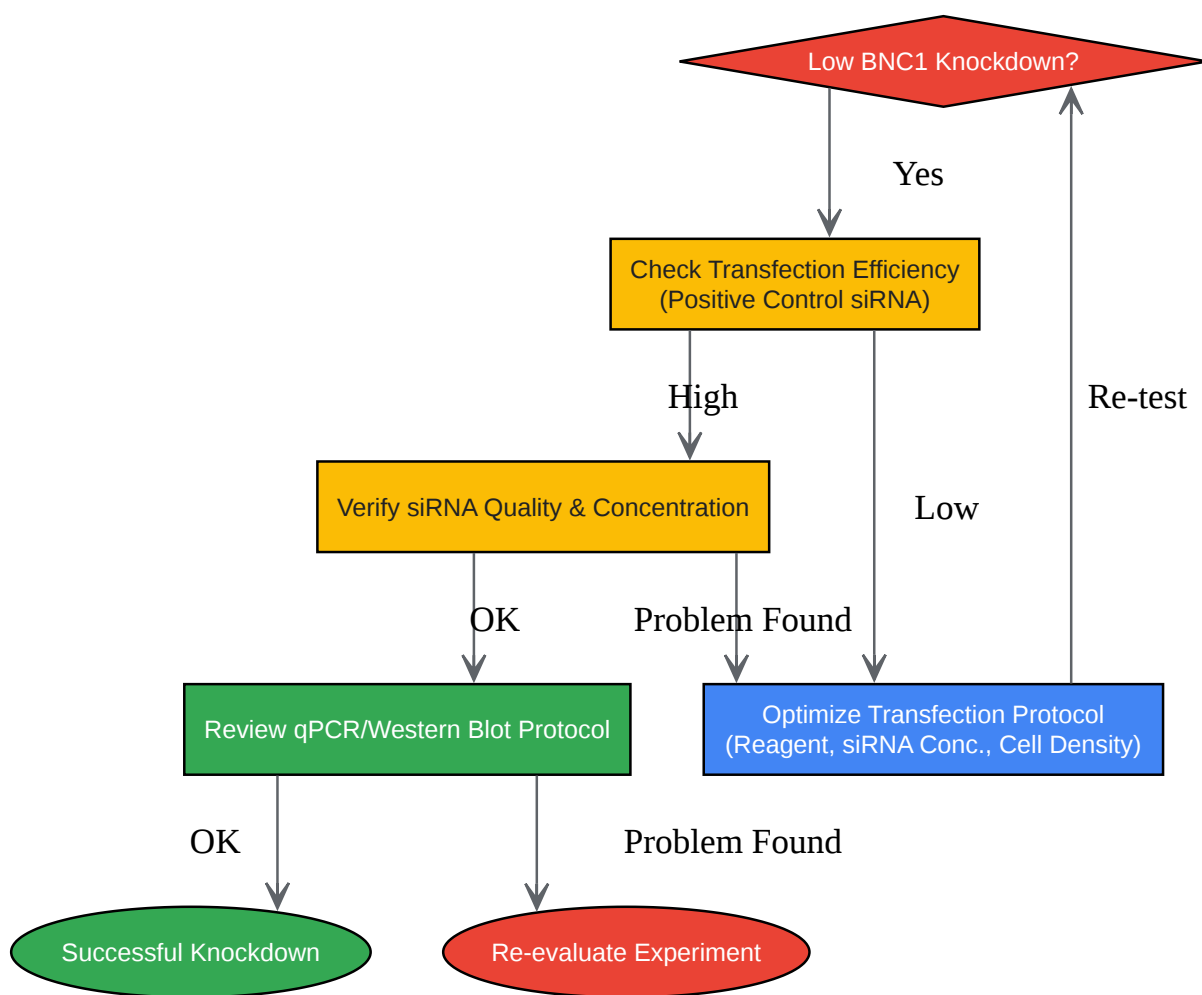 Low BNC1 Knockdown?
Yes
Check Transfection Efficiency
(Positive Control siRNA)
High
Re-test
Verify siRNA Quality & Concentration
Low
OK
Problem Found
Review qPCR/Western Blot Protocol
Optimize Transfection Protocol
(Reagent, siRNA Conc., Cell Density)
OK
Problem Found
Successful Knockdown
Re-evaluate Experiment